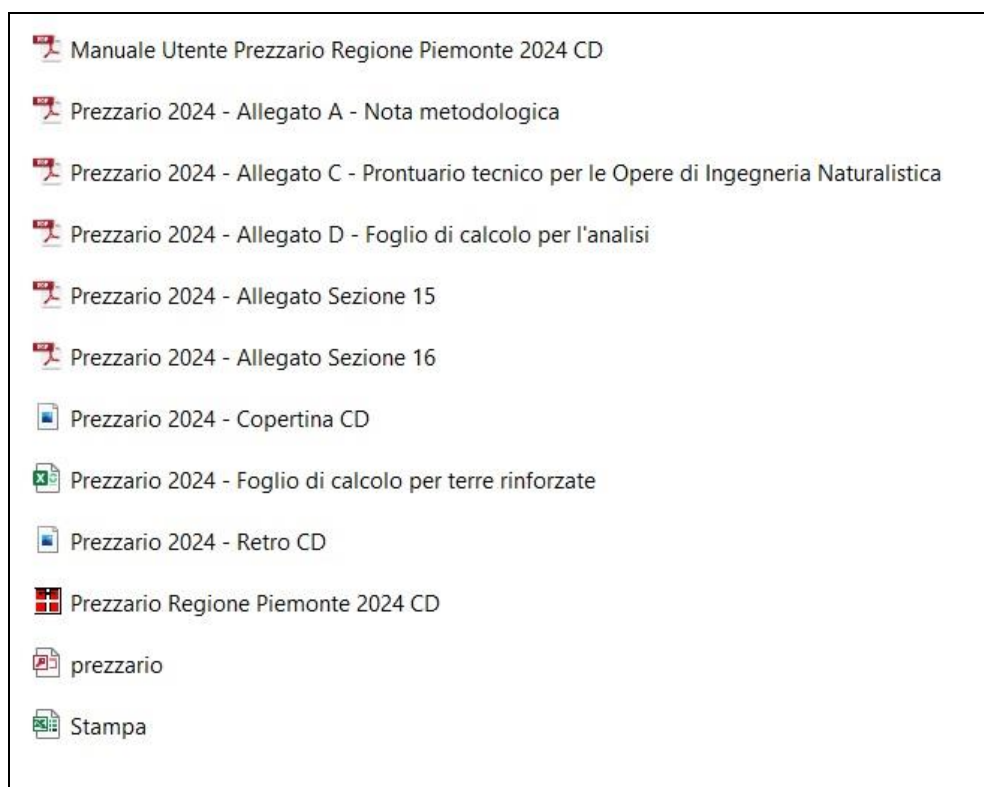 Manuale Utente Prezzario Regione Piemonte 2024 CD
Prezzario 2024 - Allegato A - Nota metodologica
Prezzario 2024 - Allegato C - Prontuario tecnico per le Opere di Ingegneria Naturalistica
Prezzario 2024 - Allegato D - Foglio di calcolo per l'analisi
Prezzario 2024 - Allegato Sezione 15
Prezzario 2024 - Allegato Sezione 16
Prezzario 2024 - Copertina CD
Prezzario 2024 - Foglio di calcolo per terre rinforzate
Prezzario 2024 - Retro CD
Prezzario Regione Piemonte 2024 CD
prezzario
Stampa